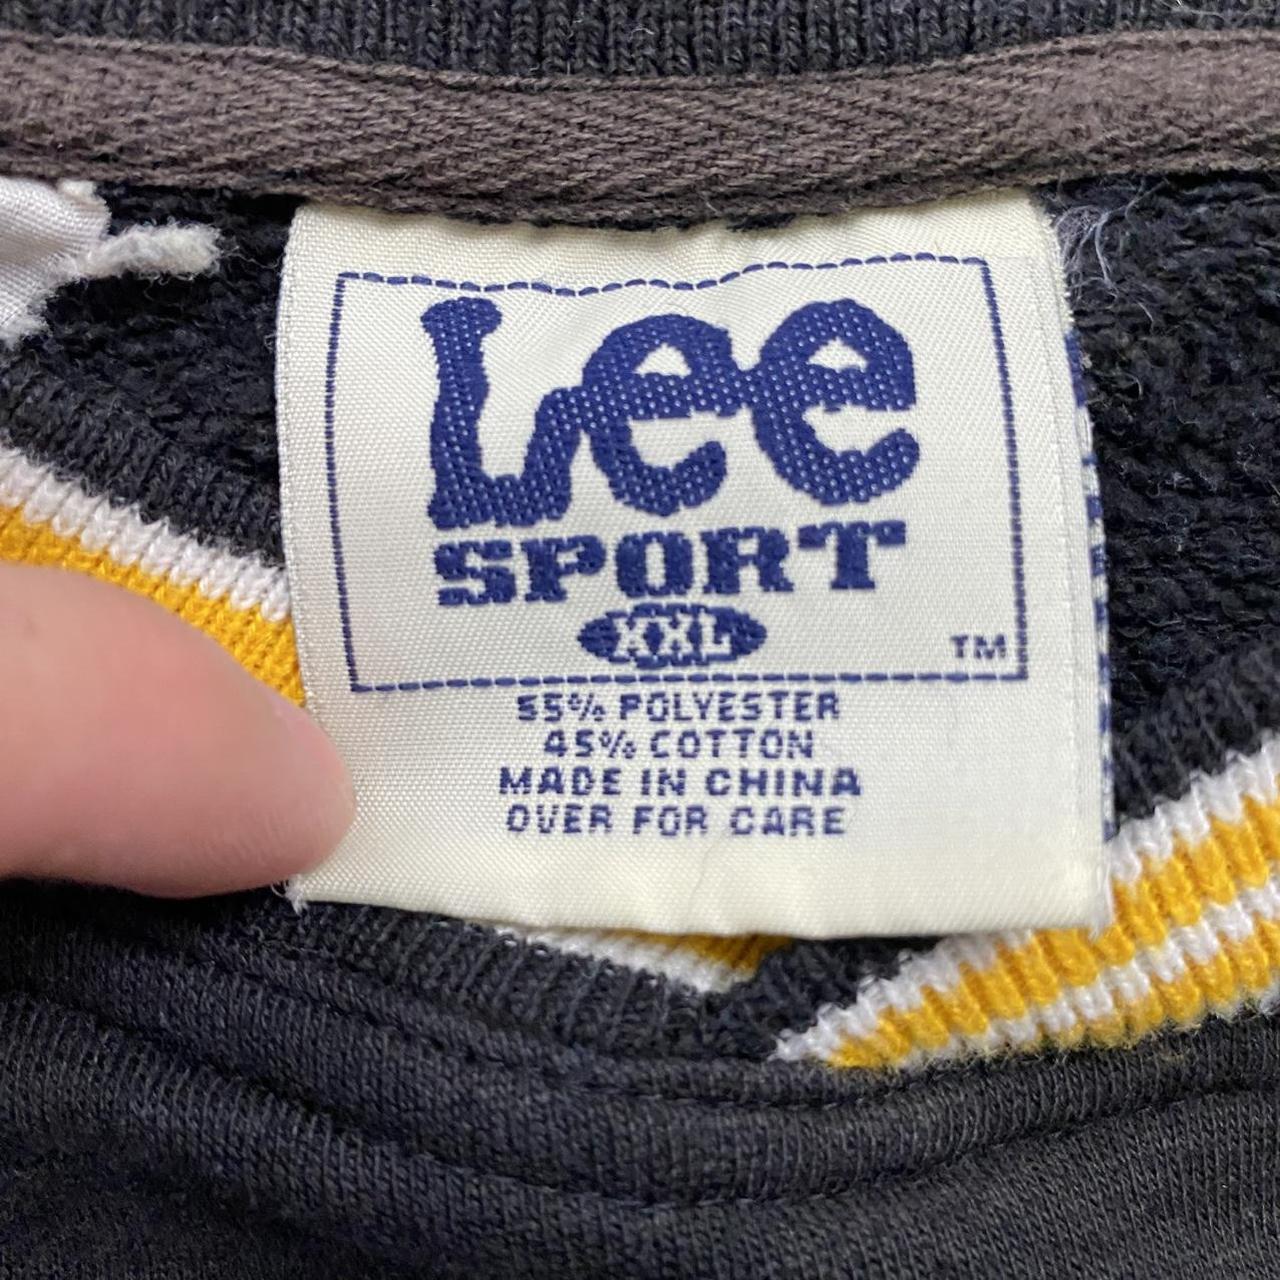 Lee
SPORT
XXL
TM
55% POLYESTER
45% COTTON
MADE IN CHINA
OVER FOR CARE